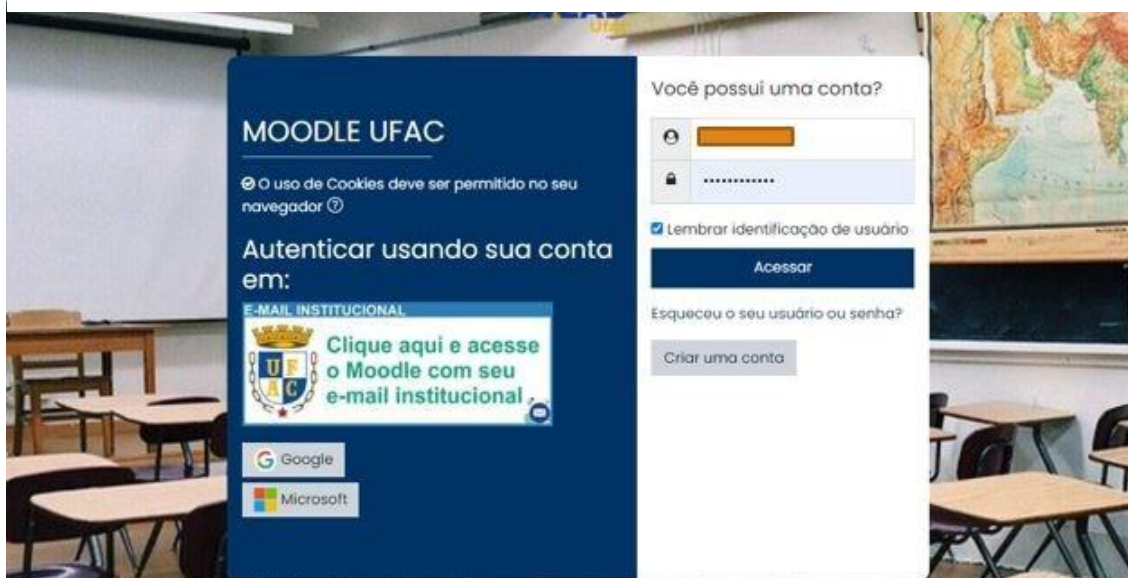 Ufac
MOODLE UFAC
O uso de Cookies deve ser permitido no seu
navegador
Autenticar usando sua conta
em:
E-MAIL INSTITUCIONAL
UFAC
Clique aqui e acesse
o Moodle com seu
e-mail institucional
Google
Microsoft
Você possui uma conta?
Lembrar identificação de usuário
Acessar
Esqueceu o seu usuário ou senha?
Criar uma conta